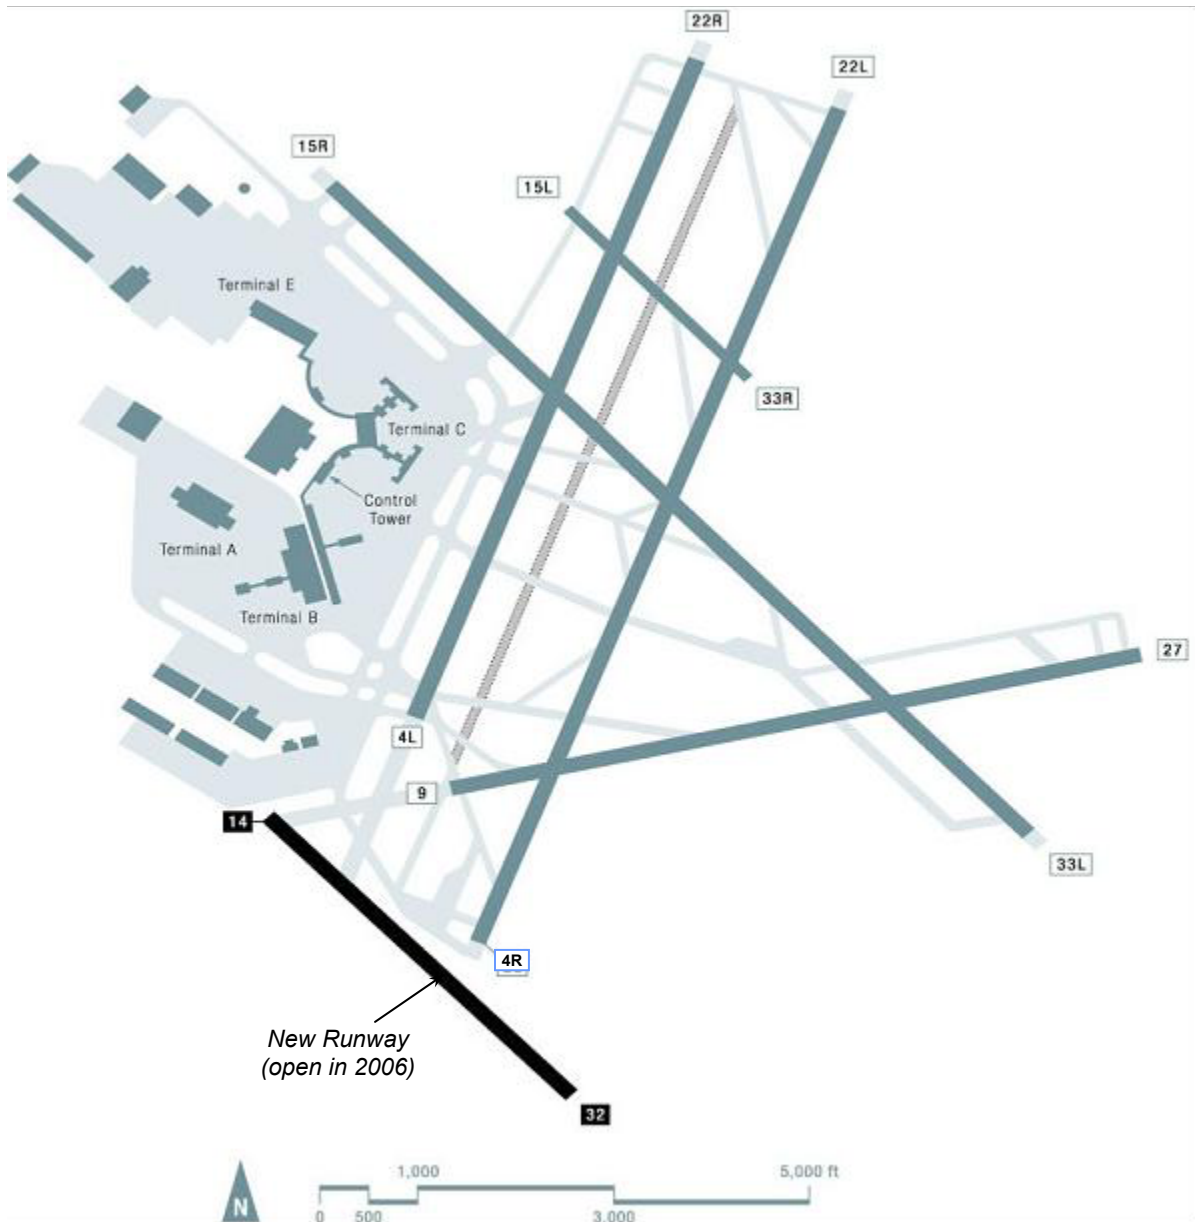 22R
22L
15R
15L
Terminal E
33R
Terminal C
Control
Tower
Terminal A
Terminal B
27
4L
9
14
33L
4R
New Runway
(open in 2006)
32
1,000
5,000 ft
N
0
500
3,000